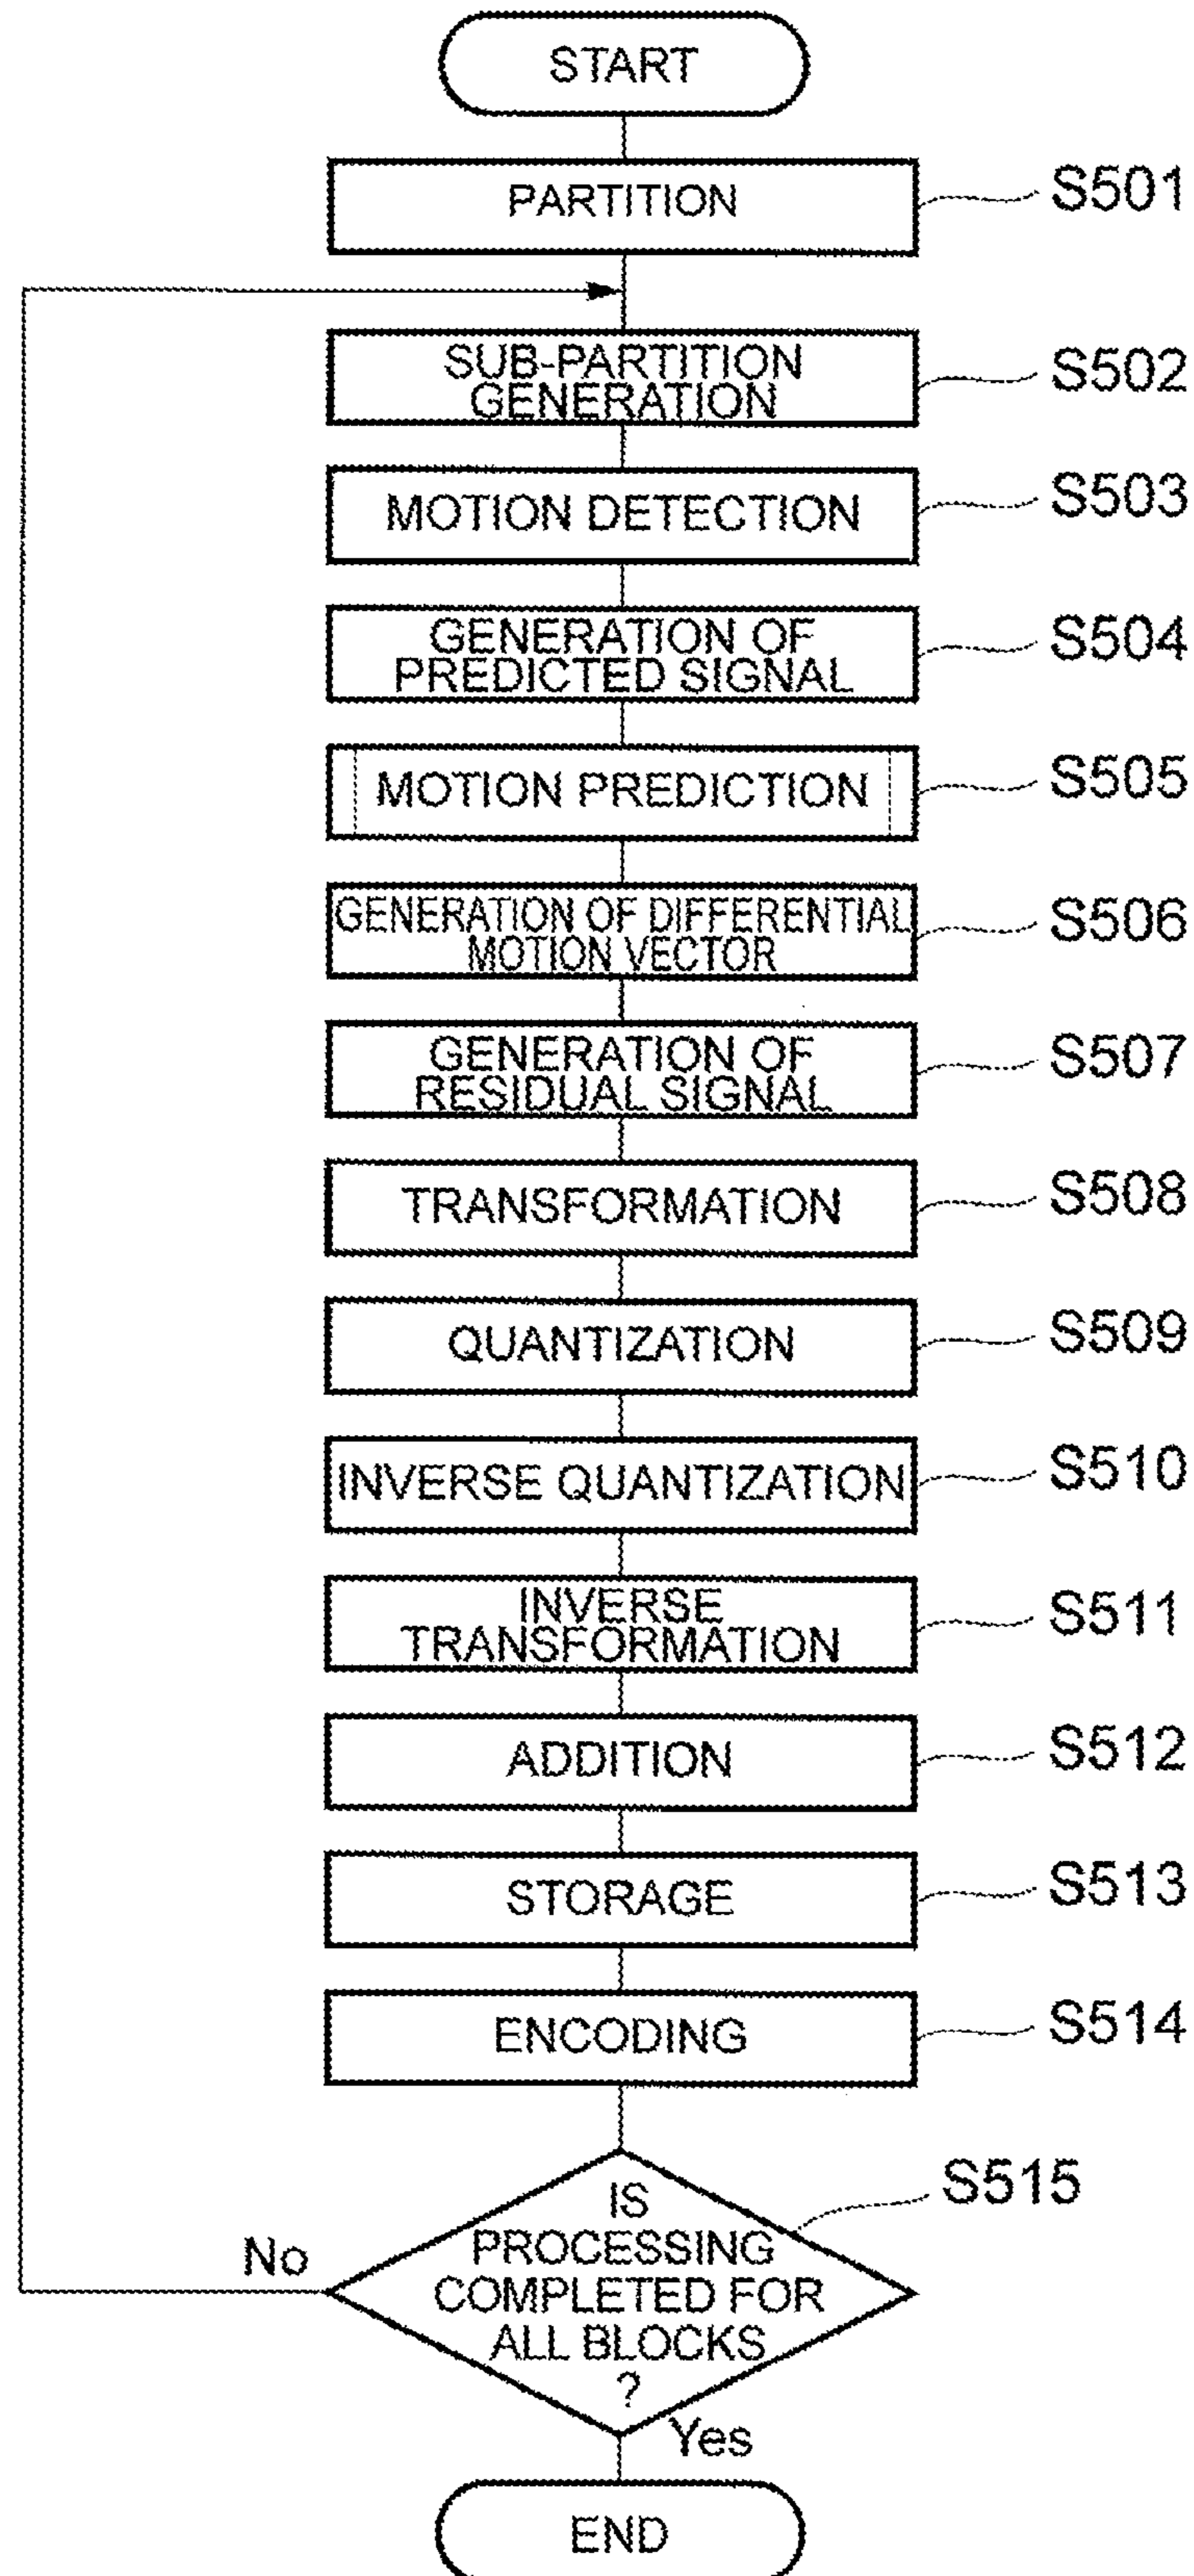 START
PARTITION
S501
SUB-PARTITION
GENERATION
S502
MOTION DETECTION
S503
GENERATION OF
PREDICTED SIGNAL
S504
MOTION PREDICTION
S505
GENERATION OF DIFFERENTIAL
MOTION VECTOR
S506
GENERATION OF
RESIDUAL SIGNAL
S507
TRANSFORMATION
S508
QUANTIZATION
S509
INVERSE QUANTIZATION
S510
INVERSE
TRANSFORMATION
S511
ADDITION
S512
STORAGE
S513
ENCODING
S514
IS
PROCESSING
COMPLETED FOR
ALL BLOCKS
?
S515
No
Yes
END